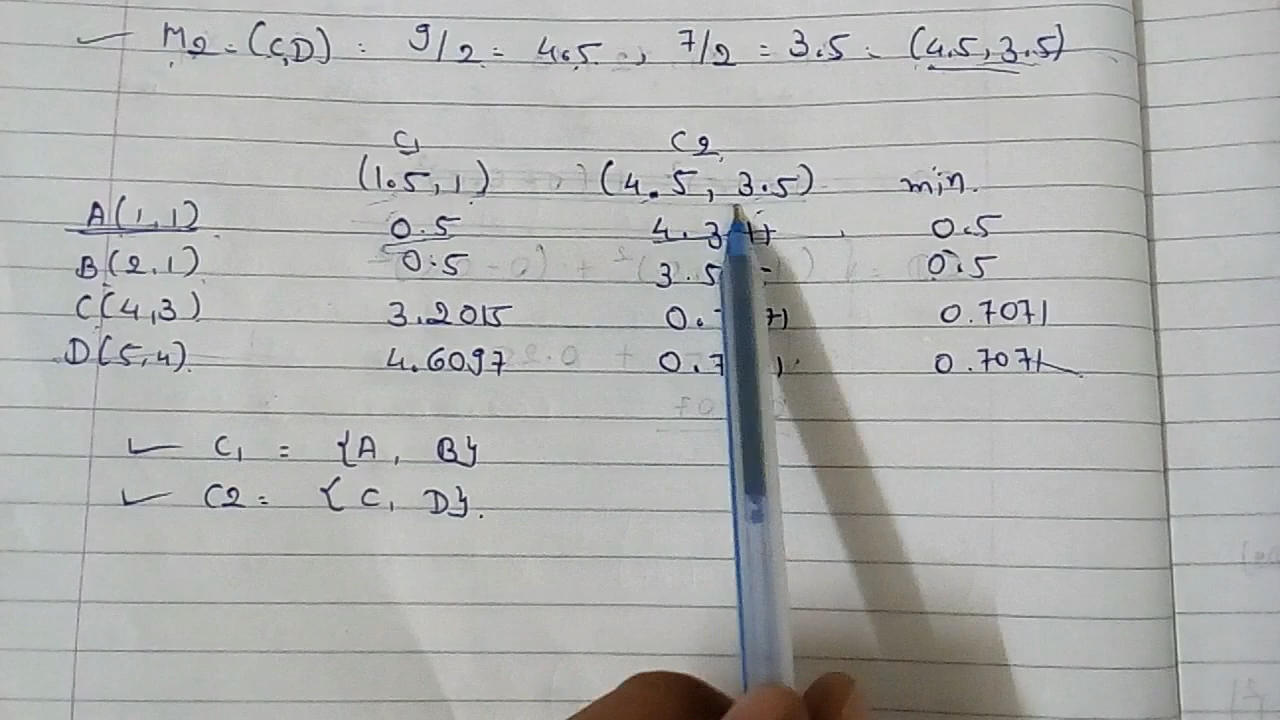 M2 = (C,D) = 9/2 = 4.5 , 7/2 = 3.5 = (4.5, 3.5)
C1 C2
(1.5, 1) (4.5, 3.5) min.
A(1,1) 0.5 0.5
B(2,1) 0.5 0.5
C(4,3) 3.2015 0.7071
D(5,4) 4.6097 0.7071
C1 = {A, B}
C2 = {C, D}.